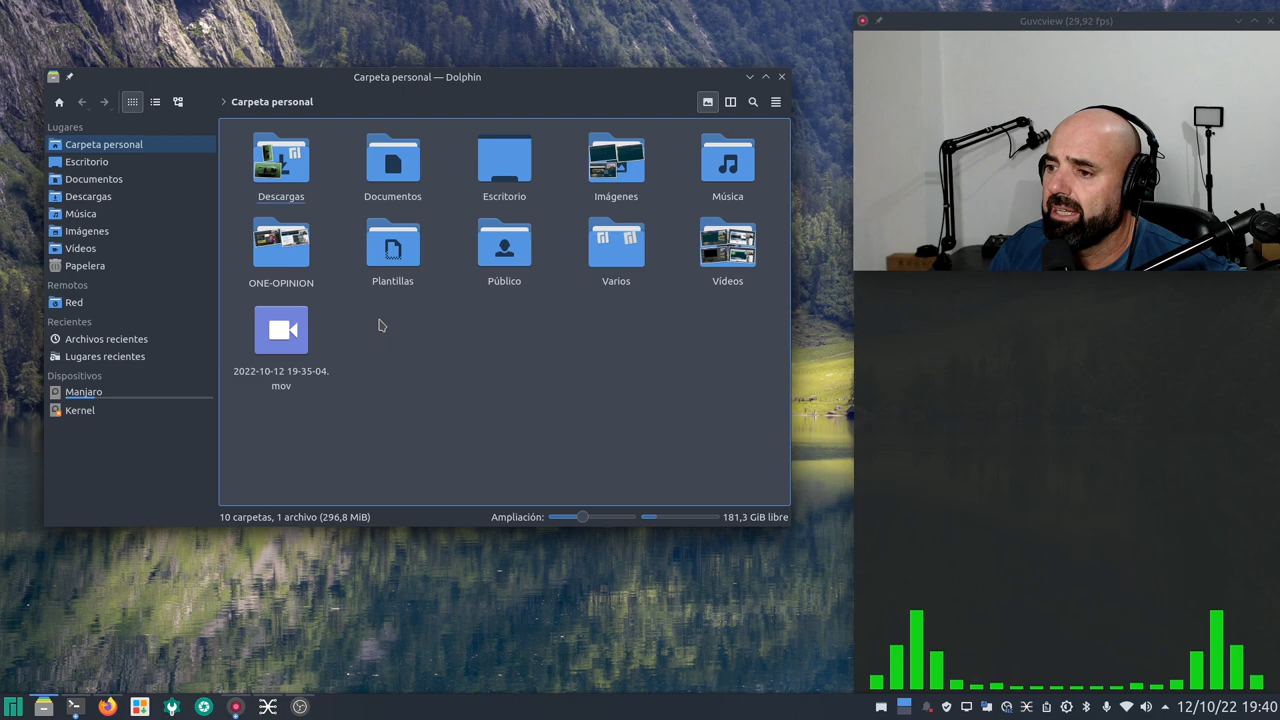 Guvcview (29,92 fps)
Carpeta personal — Dolphin
Carpeta personal
Lugares
Carpeta personal
Escritorio
Documentos
Descargas
Música
Imágenes
Vídeos
Papelera
Remotos
Red
Recientes
Archivos recientes
Lugares recientes
Dispositivos
Manjaro
Kernel
Descargas
Documentos
Escritorio
Imágenes
Música
ONE-OPINION
Plantillas
Público
Varios
Vídeos
2022-10-12 19-35-04.
mov
10 carpetas, 1 archivo (296,8 MiB)
Ampliación:
181,3 GiB libre
12/10/22 19:40